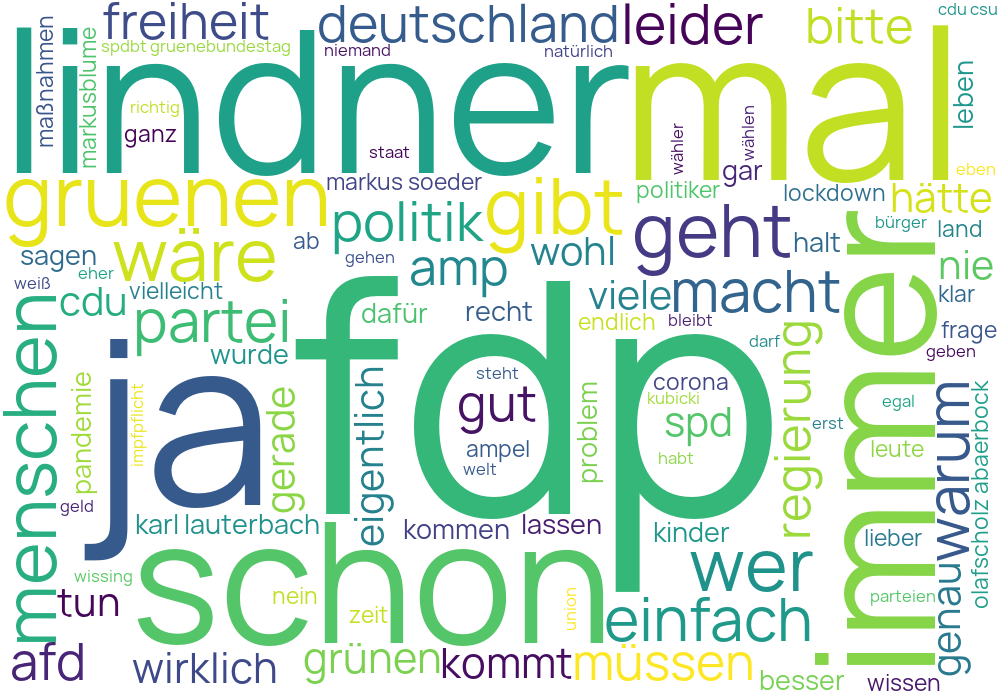 freiheit
deutschland
leider
bitte
cdu csu
maßnahmen
spdbt gruenebundestag
niemand
natürlich
markusblume
lindner
mal
leben
richtig
ganz
staat
wähler
wählen
gar
eben
gruenen
markus soeder
gibt
politiker
lockdown
hätte
politik
geht
bürger
land
sagen
wäre
ab
wohl
halt
immer
nie
weiß
eher
gehen
amp
vielleicht
cdu
viele
macht
klar
menschen
partei
dafür
recht
endlich
bleibt
darf
frage
wurde
geben
ja
fdp
regierung
pandemie
impfpflicht
gerade
eigentlich
steht
gut
problem
corona
kubicki
spd
egal
warum
erst
ampel
welt
habt
leute
olafscholz abaerbock
geld
karl lauterbach
kommen
lassen
kinder
lieber
genau
schon
wer
wissing
tun
nein
zeit
union
einfach
parteien
afd
wirklich
grünen
kommt
müssen
besser
wissen